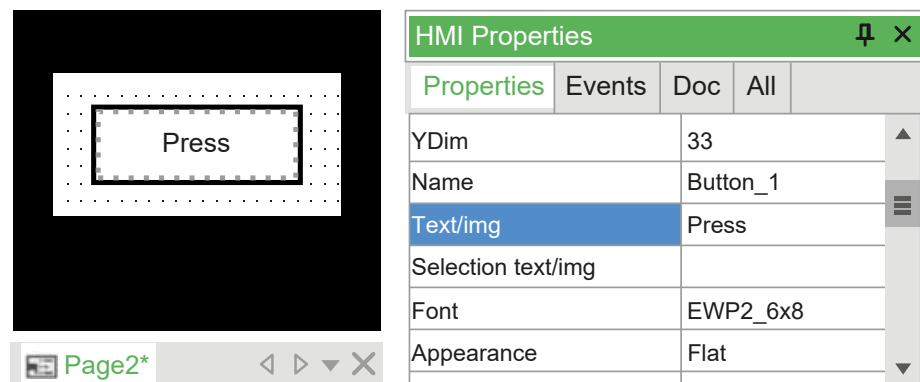 Press
Page2*
HMI Properties
Properties Events Doc All
YDim 33
Name Button_1
Text/img Press
Selection text/img
Font EWP2_6x8
Appearance Flat